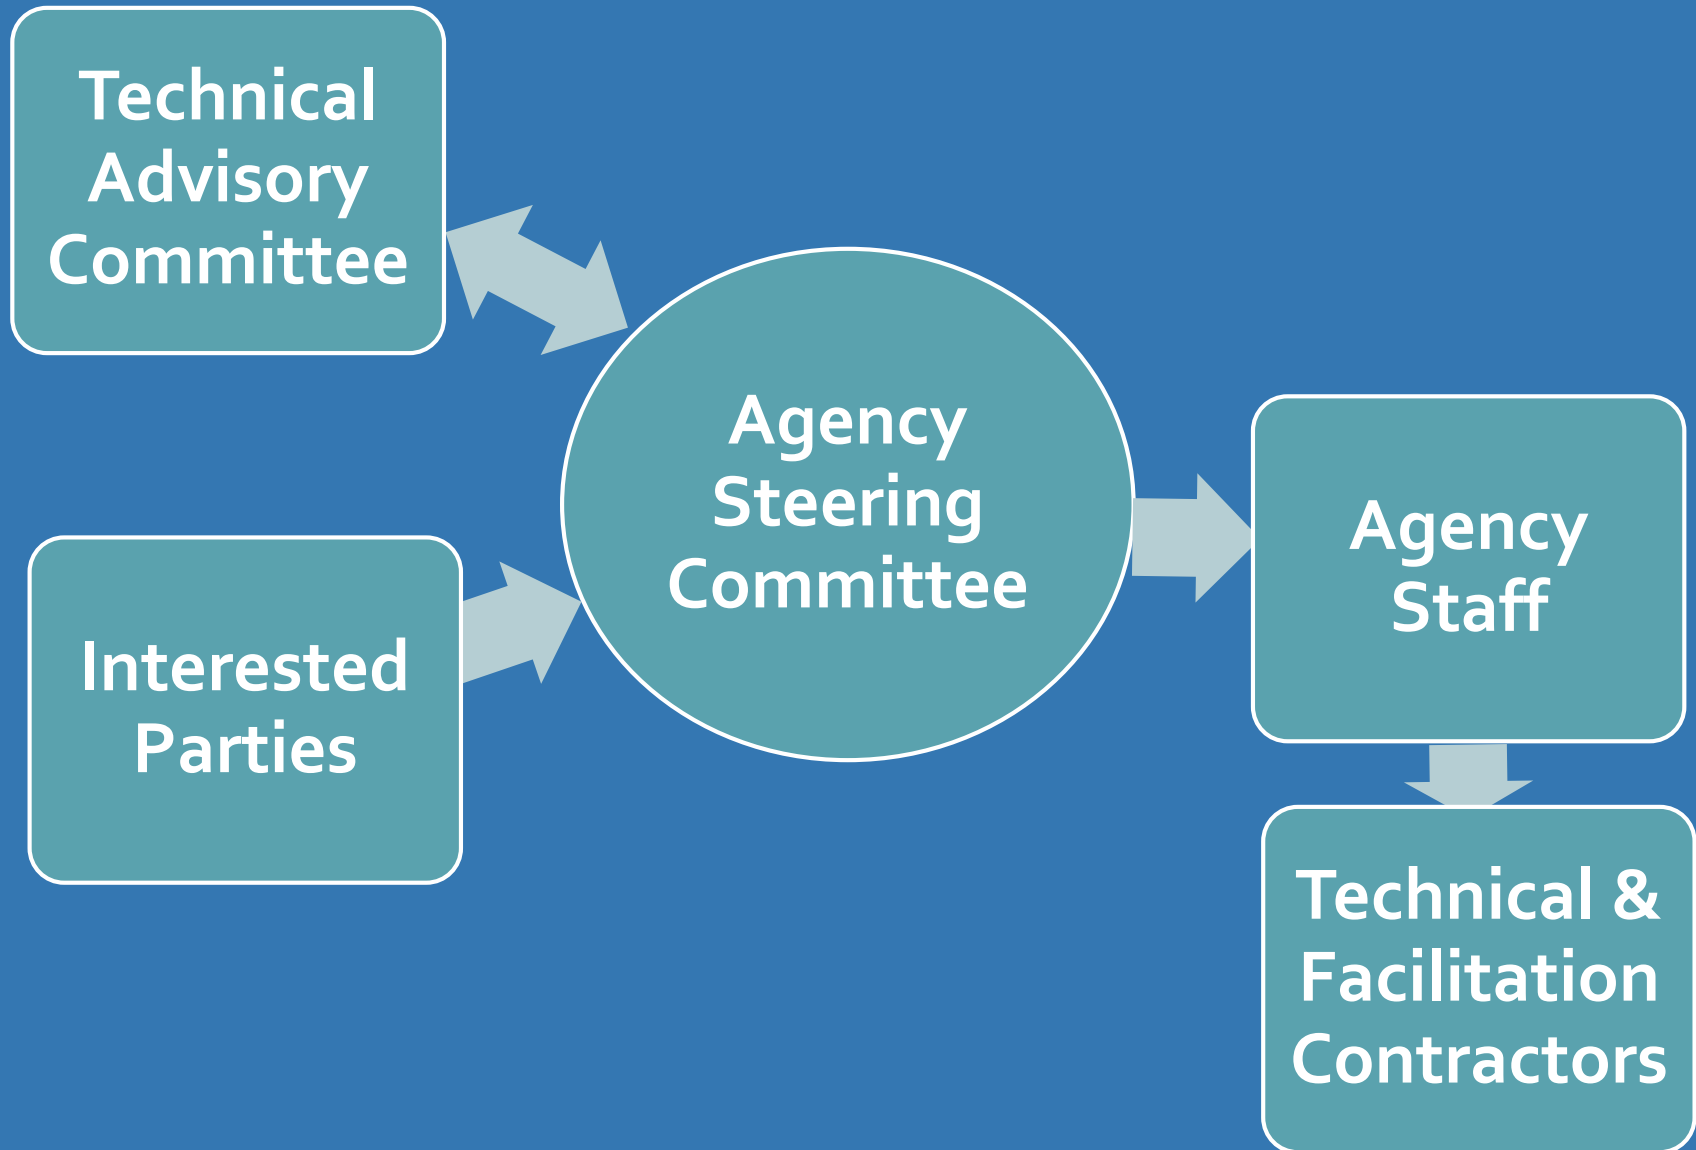 Technical
Advisory
Committee
Interested
Parties
Agency
Steering
Committee
Agency
Staff
Technical &
Facilitation
Contractors